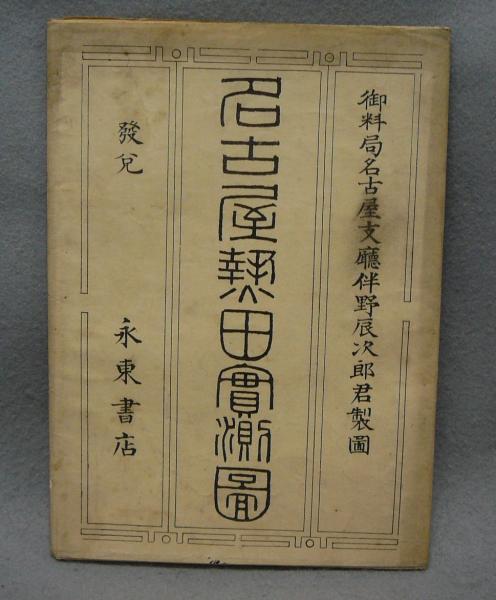 御料局名古屋支廳伴野辰次郎君製圖
名古屋熱田實測圖
發兌
永東書店